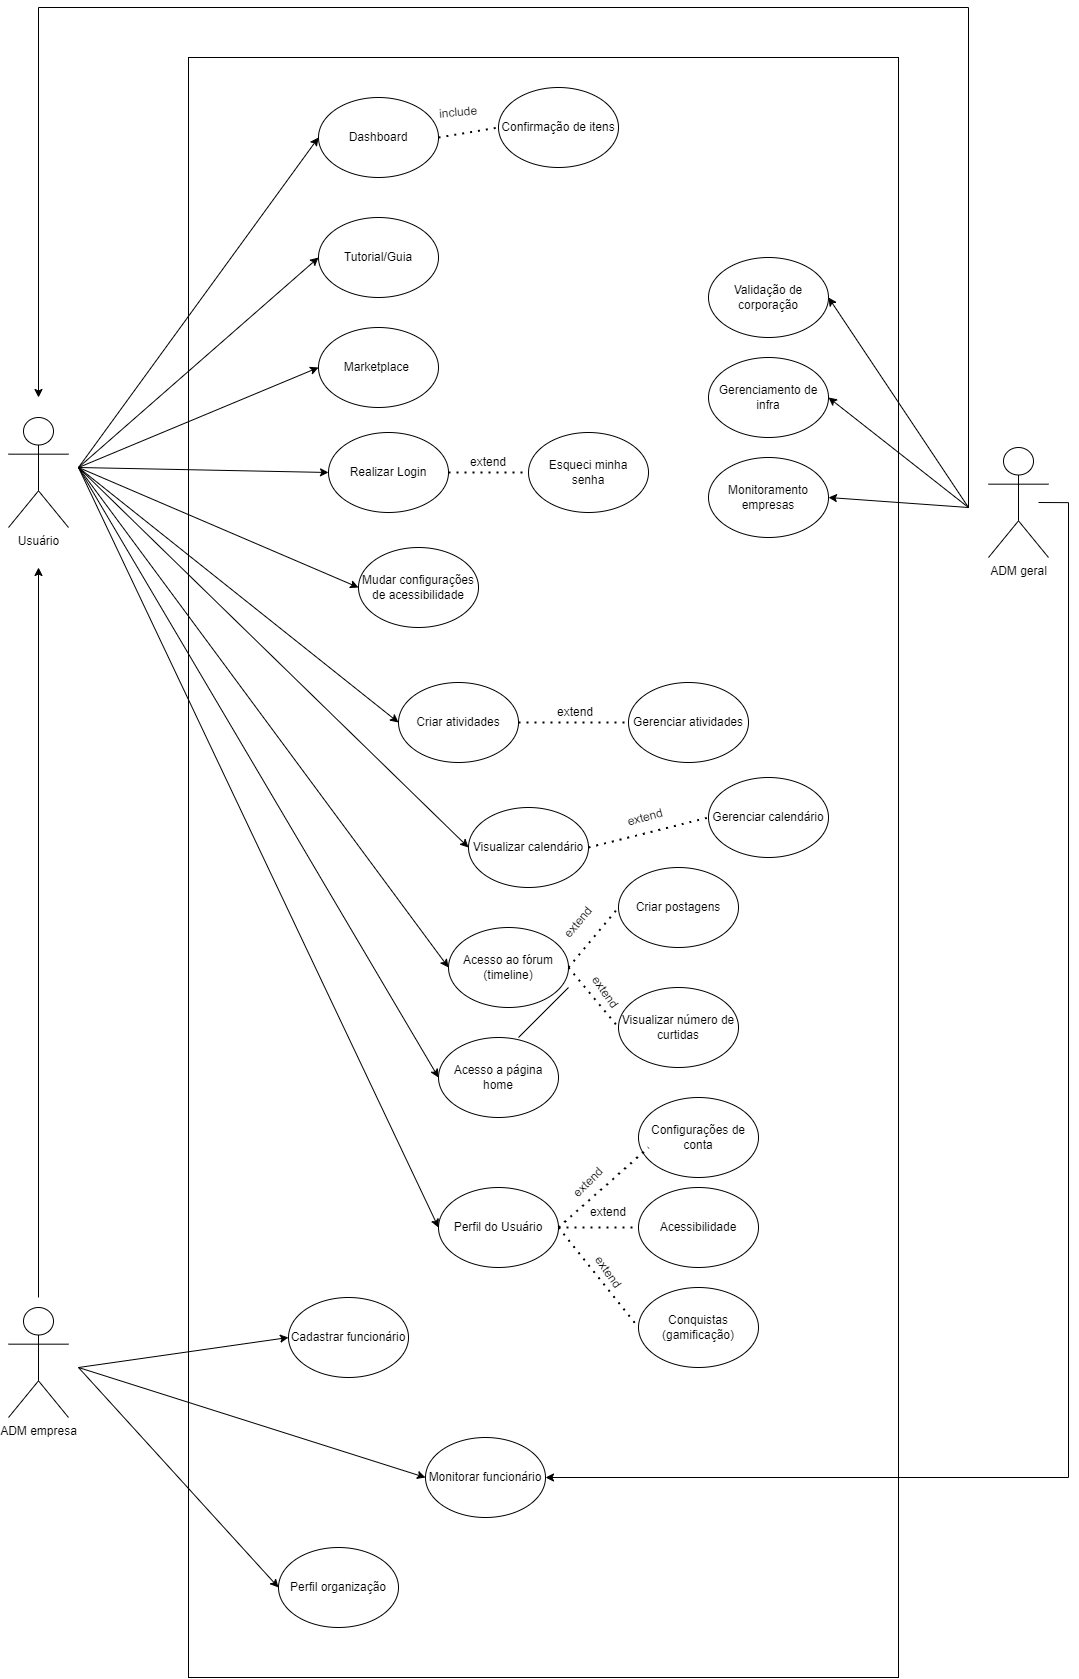 include
Confirmação de itens
Dashboard
Tutorial/Guia
Validação de
corporação
Marketplace
Gerenciamento de
infra
Realizar Login
extend
Esqueci minha
senha
Monitoramento
empresas
Usuário
ADM geral
Mudar configurações
de acessibilidade
Criar atividades
extend
Gerenciar atividades
Visualizar calendário
extend
Gerenciar calendário
Criar postagens
extend
Acesso ao fórum
(timeline)
extend
Visualizar número de
curtidas
Acesso a página
home
Configurações de
conta
extend
Perfil do Usuário
extend
Acessibilidade
extend
Conquistas
(gamificação)
Cadastrar funcionário
ADM empresa
Monitorar funcionário
Perfil organização